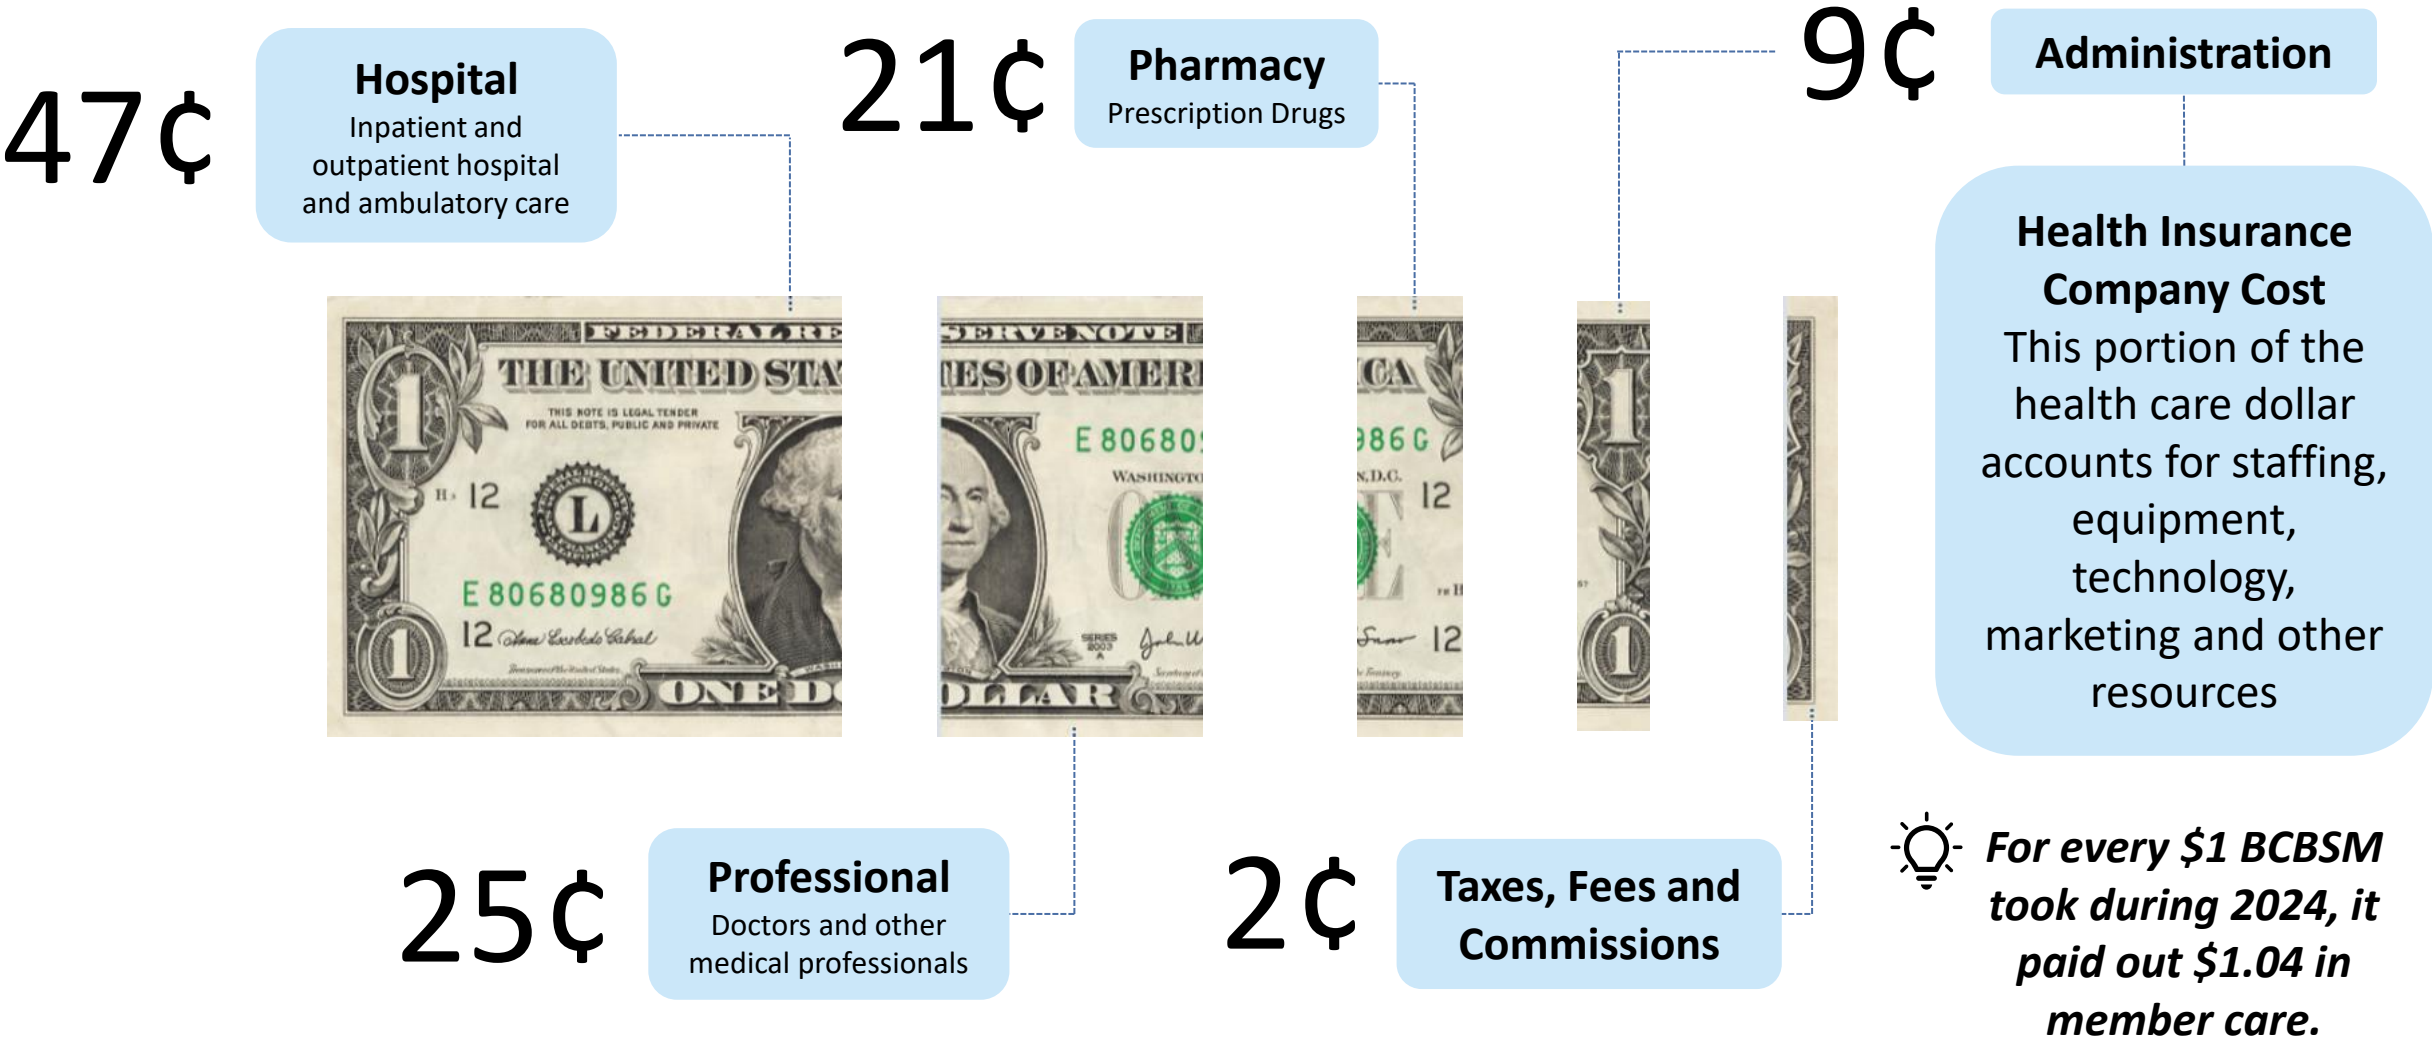 47¢
Hospital
Inpatient and
outpatient hospital
and ambulatory care
21¢
Pharmacy
Prescription Drugs
9¢
Administration
Health Insurance
Company Cost
This portion of the
health care dollar
accounts for staffing,
equipment,
technology,
marketing and other
resources
FEDERAL RE
SERVE NOTE
THE UNITED STA
TES OF AMERI
CA
THIS NOTE IS LEGAL TENDER
FOR ALL DEBTS, PUBLIC AND PRIVATE
E 80680
986 G
WASHINGTO
N, D.C.
1
1
12
L
12
E 80680986 G
12
SERIES
2003
A
12
1
1
ONE DO
OLLAR
25¢
Professional
Doctors and other
medical professionals
2¢
Taxes, Fees and
Commissions
For every $1 BCBSM
took during 2024, it
paid out $1.04 in
member care.